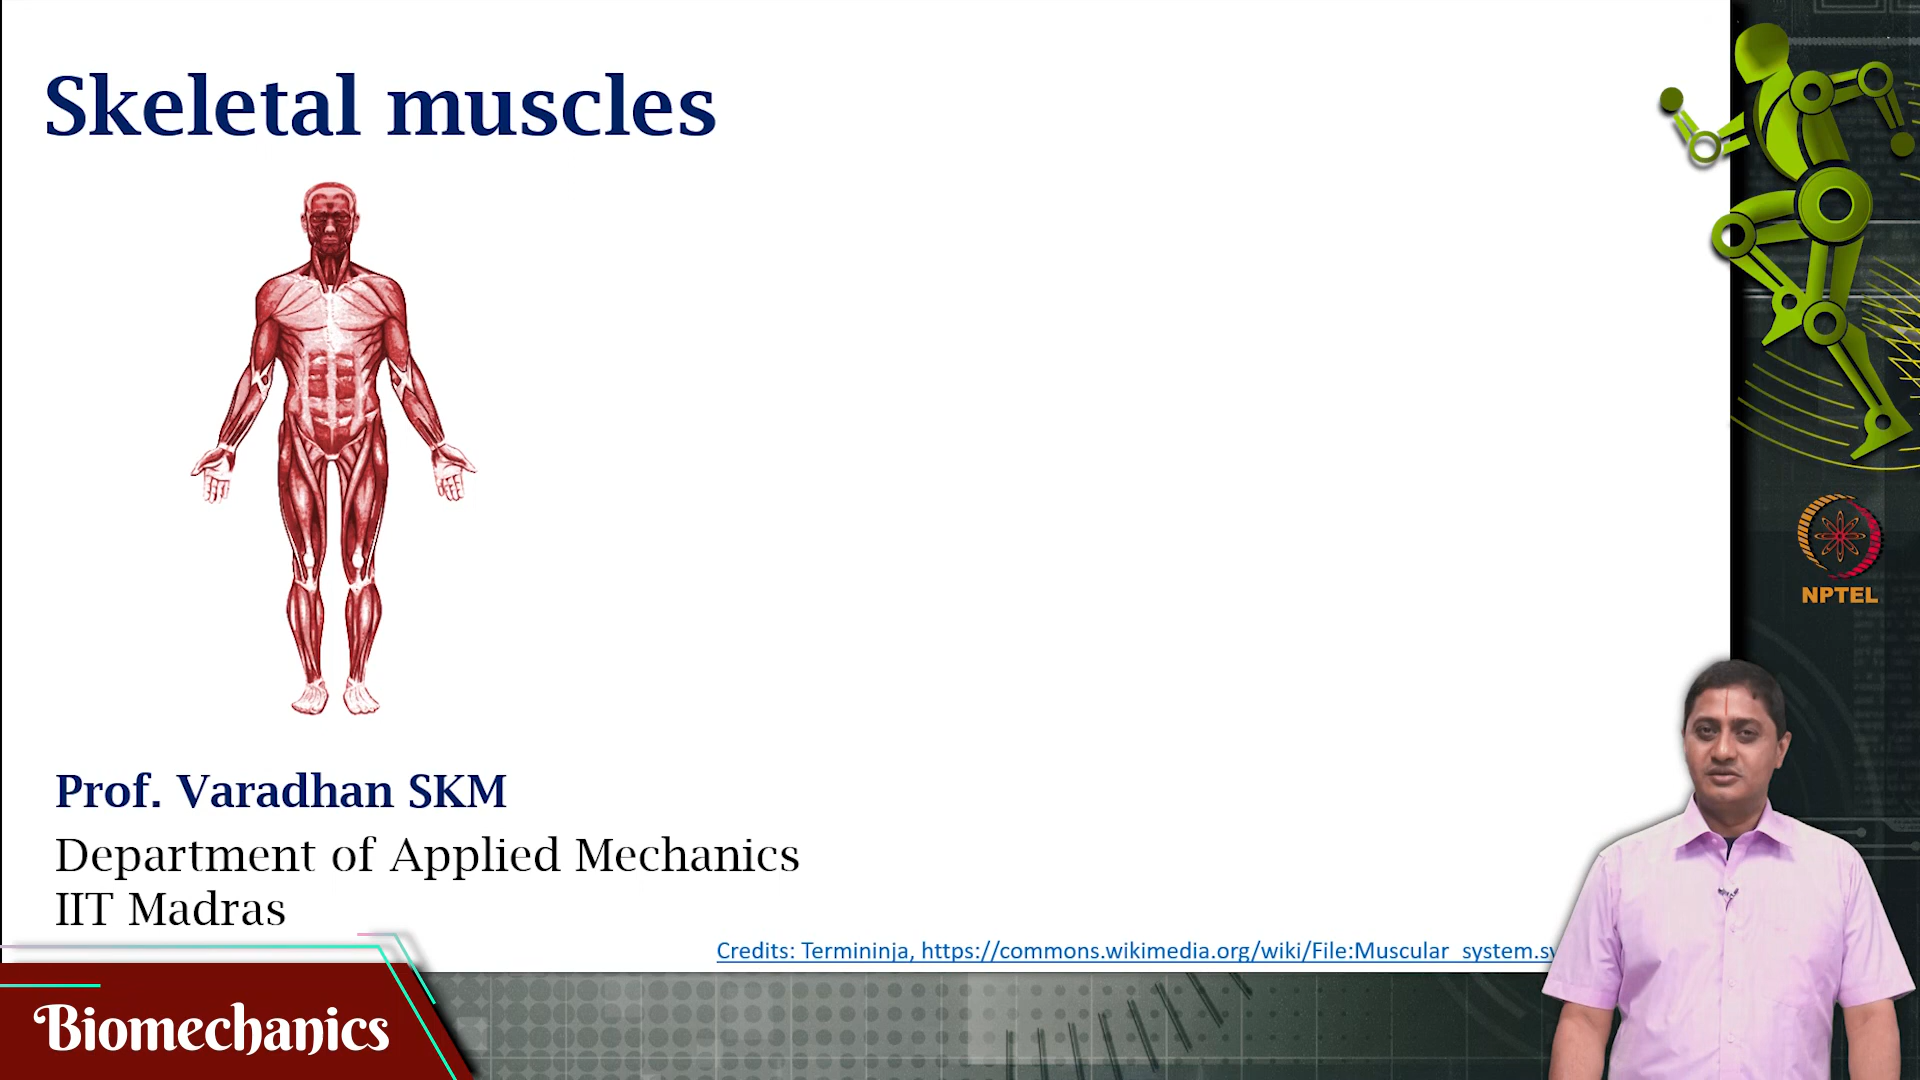 Skeletal muscles
NPTEL
Prof. Varadhan SKM
Department of Applied Mechanics
IIT Madras
Credits: Termininja, https://commons.wikimedia.org/wiki/File:Muscular_system.sv
Biomechanics